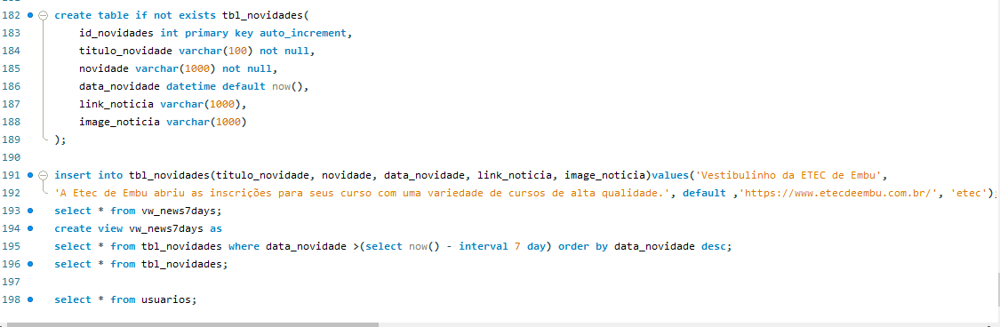 182 create table if not exists tbl_novidades(
183 id_novidades int primary key auto_increment,
184 titulo_novidade varchar(100) not null,
185 novidade varchar(1000) not null,
186 data_novidade datetime default now(),
187 link_noticia varchar(1000),
188 image_noticia varchar(1000)
189 );
190
191 insert into tbl_novidades(titulo_novidade, novidade, data_novidade, link_noticia, image_noticia)values('Vestibulinho da ETEC de Embu',
192 'A Etec de Embu abriu as inscrições para seus curso com uma variedade de cursos de alta qualidade.', default ,'https://www.etecdeembu.com.br/', 'etec');
193 select * from vw_news7days;
194 create view vw_news7days as
195 select * from tbl_novidades where data_novidade >(select now() - interval 7 day) order by data_novidade desc;
196 select * from tbl_novidades;
197
198 select * from usuarios;